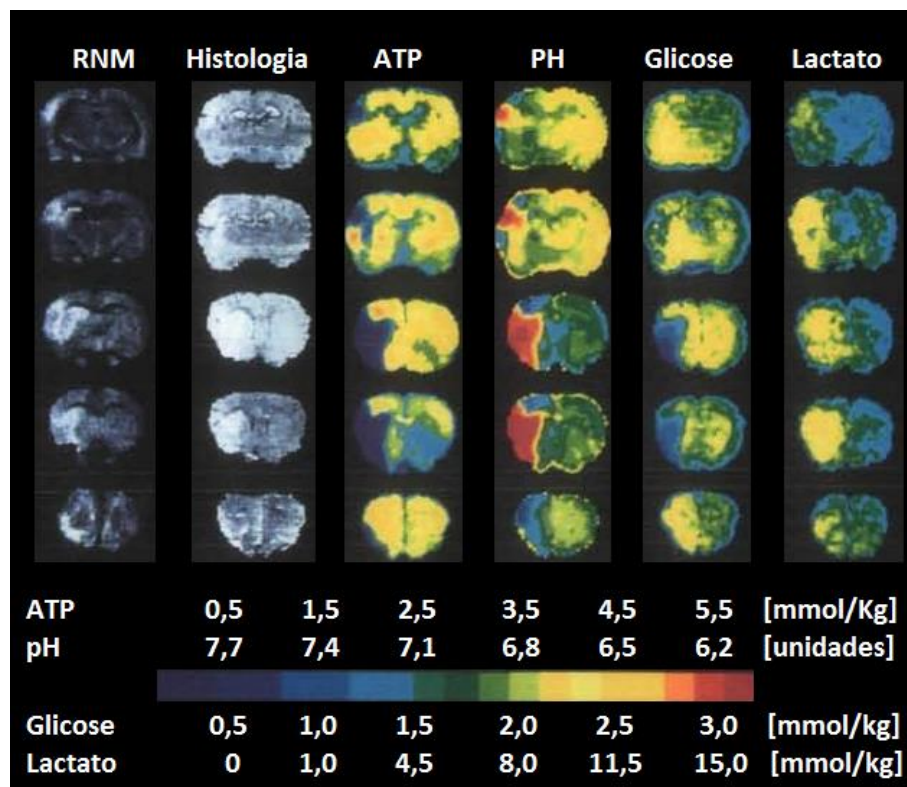 RNM Histologia ATP PH Glicose Lactato
ATP 0,5 1,5 2,5 3,5 4,5 5,5 [mmol/Kg]
pH 7,7 7,4 7,1 6,8 6,5 6,2 [unidades]
Glicose 0,5 1,0 1,5 2,0 2,5 3,0 [mmol/kg]
Lactato 0 1,0 4,5 8,0 11,5 15,0 [mmol/kg]